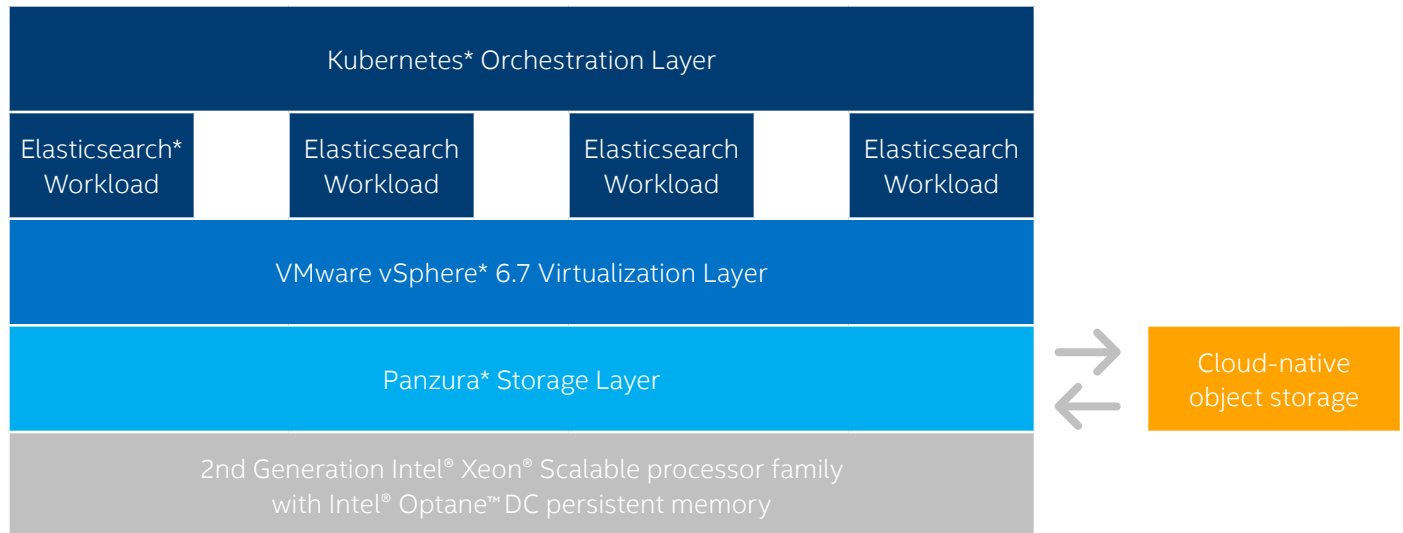 Kubernetes* Orchestration Layer
Elasticsearch*
Workload
Elasticsearch
Workload
Elasticsearch
Workload
Elasticsearch
Workload
VMware vSphere* 6.7 Virtualization Layer
Panzura* Storage Layer
Cloud-native
object storage
2nd Generation Intel® Xeon® Scalable processor family
with Intel® Optane™ DC persistent memory